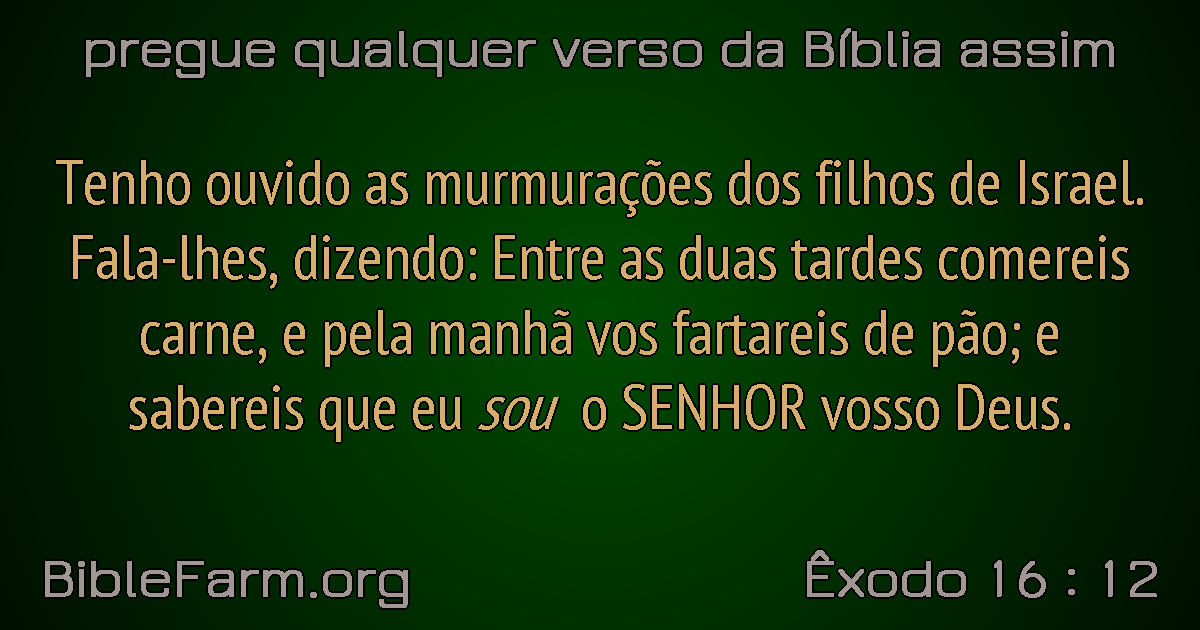 pregue qualquer verso da Bíblia assim
Tenho ouvido as murmurações dos filhos de Israel.
Fala-lhes, dizendo: Entre as duas tardes comereis
carne, e pela manhã vos fartareis de pão; e
sabereis que eu sou o SENHOR vosso Deus.
BibleFarm.org
Êxodo 16 : 12